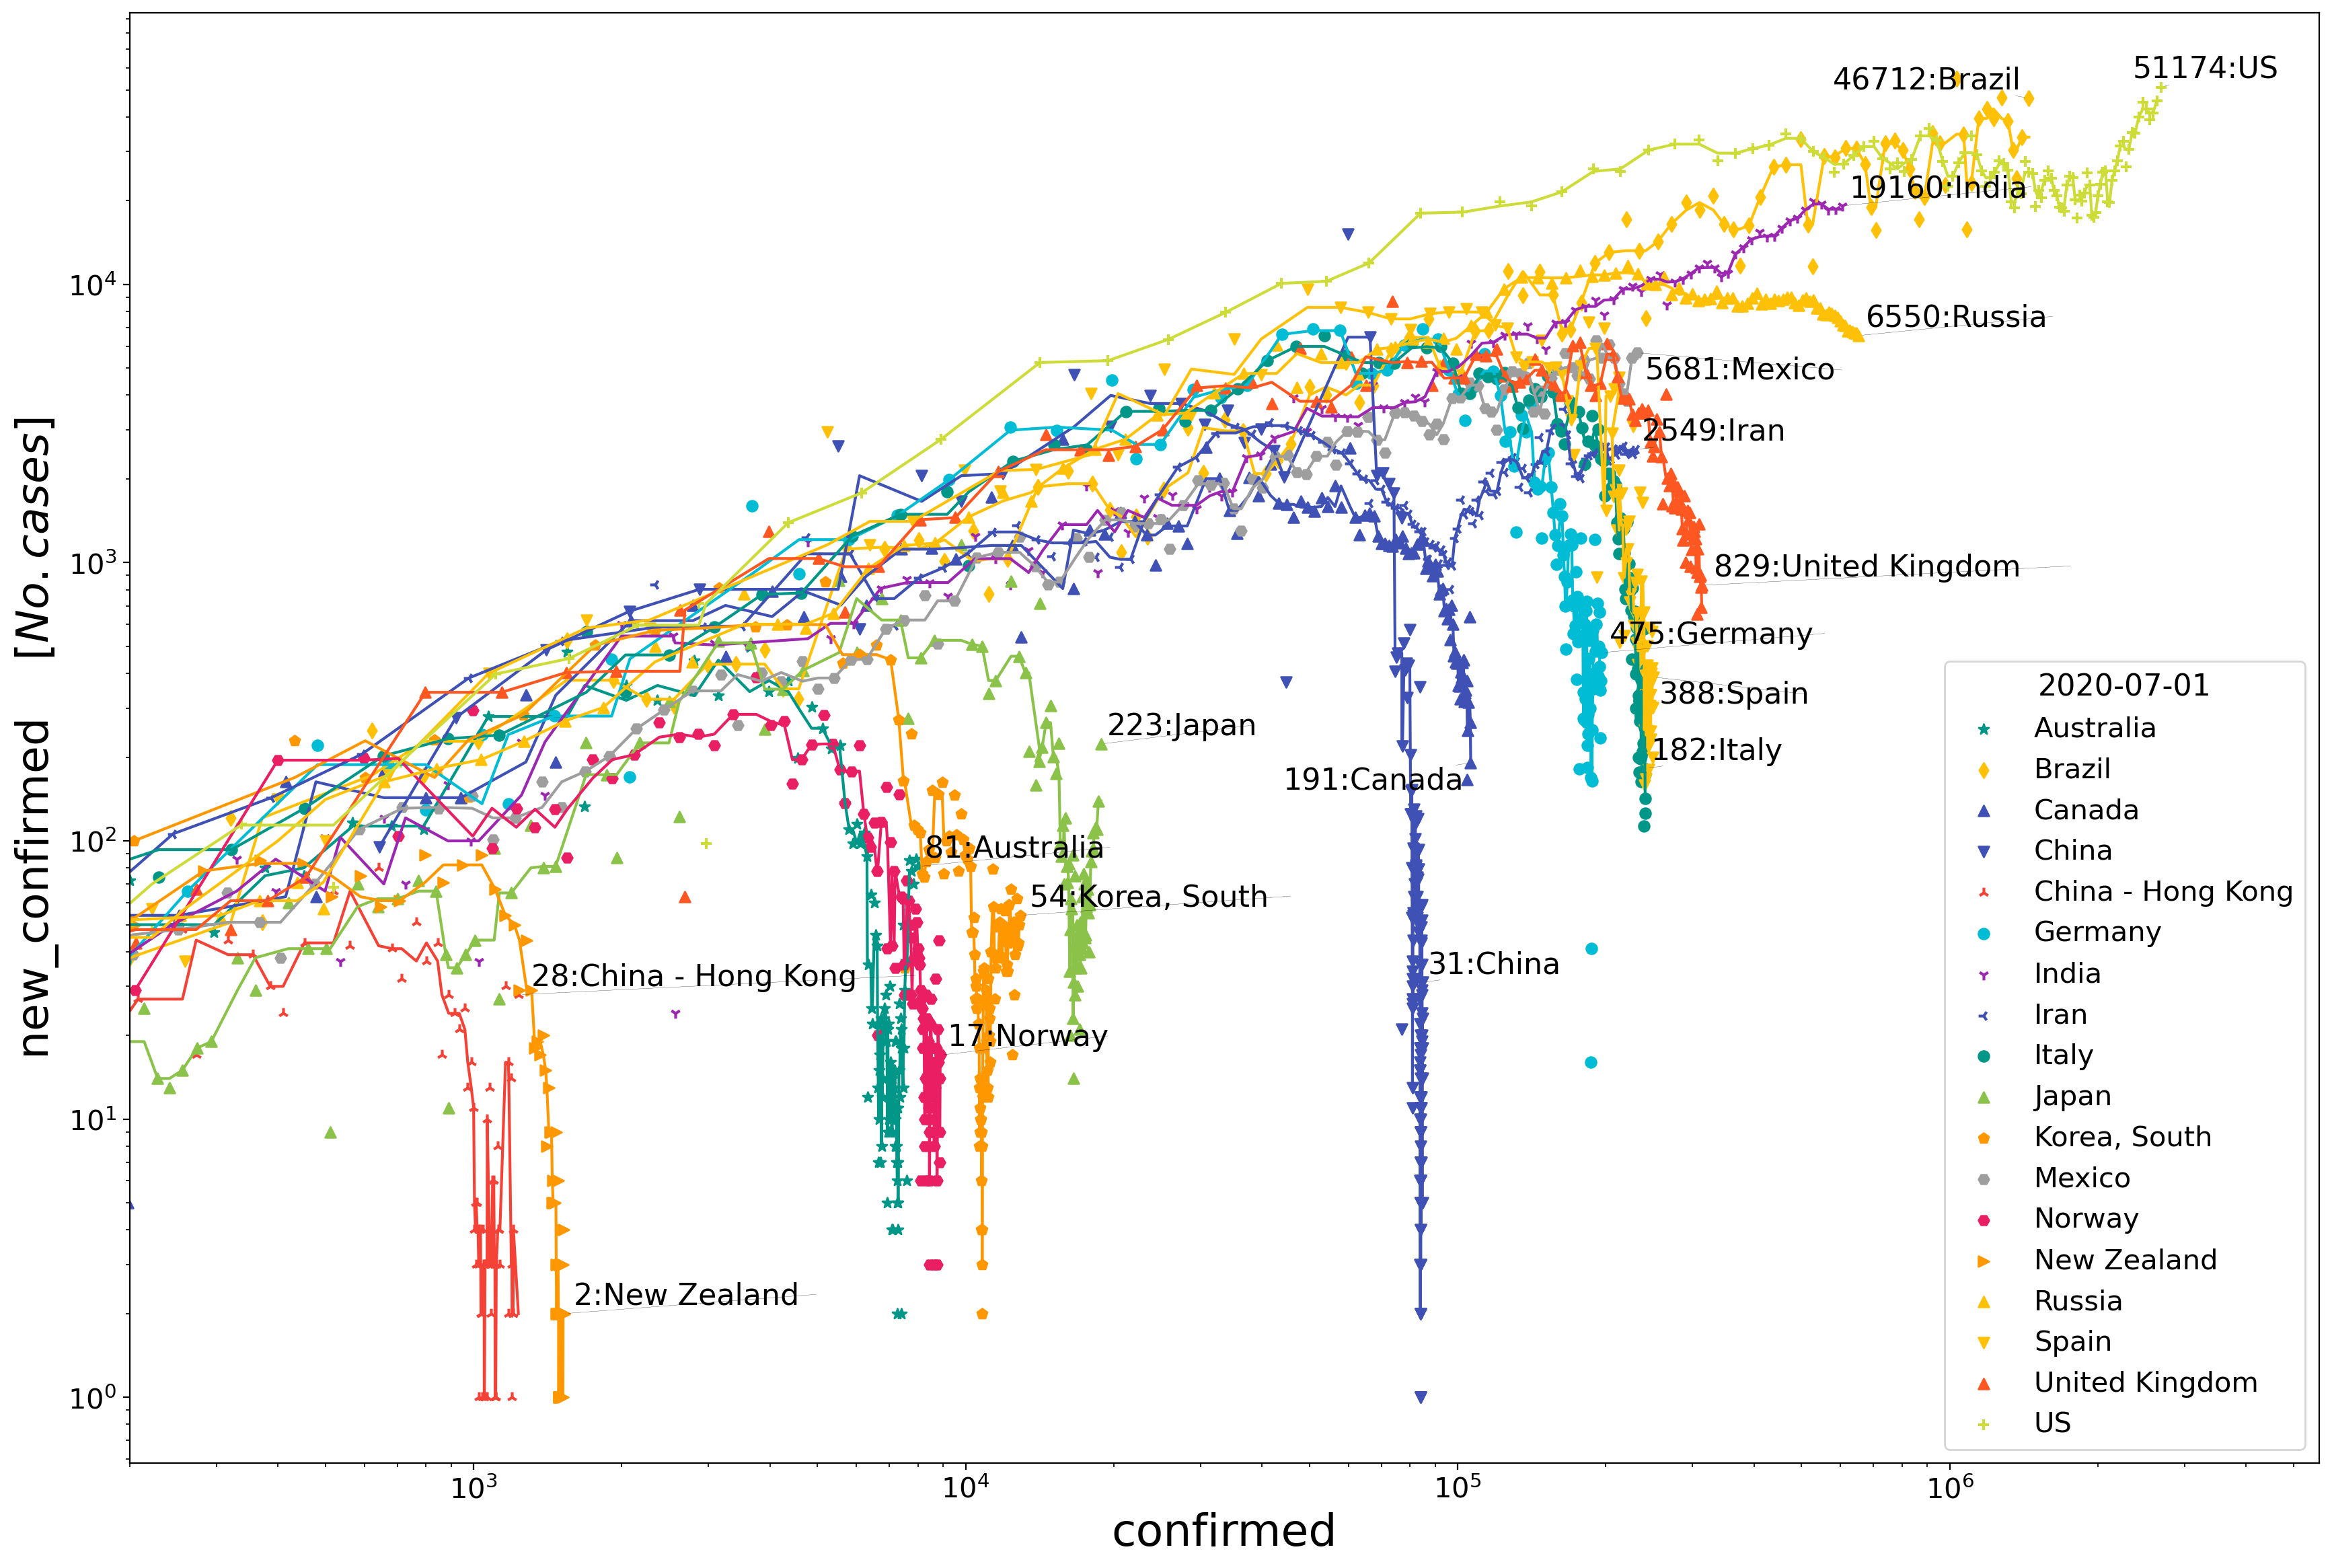 46712:Brazil
51174:US
19160:India
6550:Russia
5681:Mexico
2549:Iran
829:United Kingdom
475:Germany
388:Spain
182:Italy
223:Japan
191:Canada
81:Australia
54:Korea, South
31:China
28:China - Hong Kong
17:Norway
2:New Zealand
10⁴
10³
10²
10¹
10⁰
new_confirmed [No.cases]
10³
10⁴
10⁵
10⁶
confirmed
2020-07-01
Australia
Brazil
Canada
China
China - Hong Kong
Germany
India
Iran
Italy
Japan
Korea, South
Mexico
Norway
New Zealand
Russia
Spain
United Kingdom
US